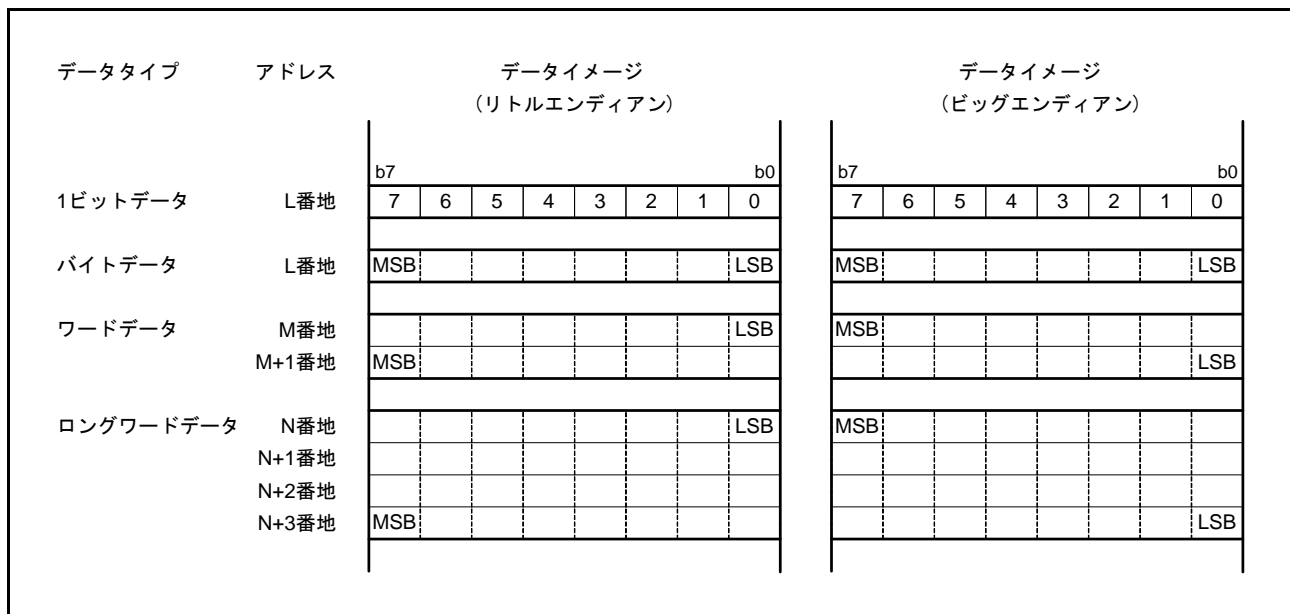 データタイプ アドレス データイメージ データイメージ
(リトルエンディアン) (ビッグエンディアン)
b7 b0 b7 b0
1ビットデータ L番地 7 6 5 4 3 2 1 0 7 6 5 4 3 2 1 0
バイトデータ L番地 MSB LSB MSB LSB
ワードデータ M番地 LSB MSB
M+1番地 MSB LSB
ロングワードデータ N番地 LSB MSB
N+1番地
N+2番地
N+3番地 MSB LSB